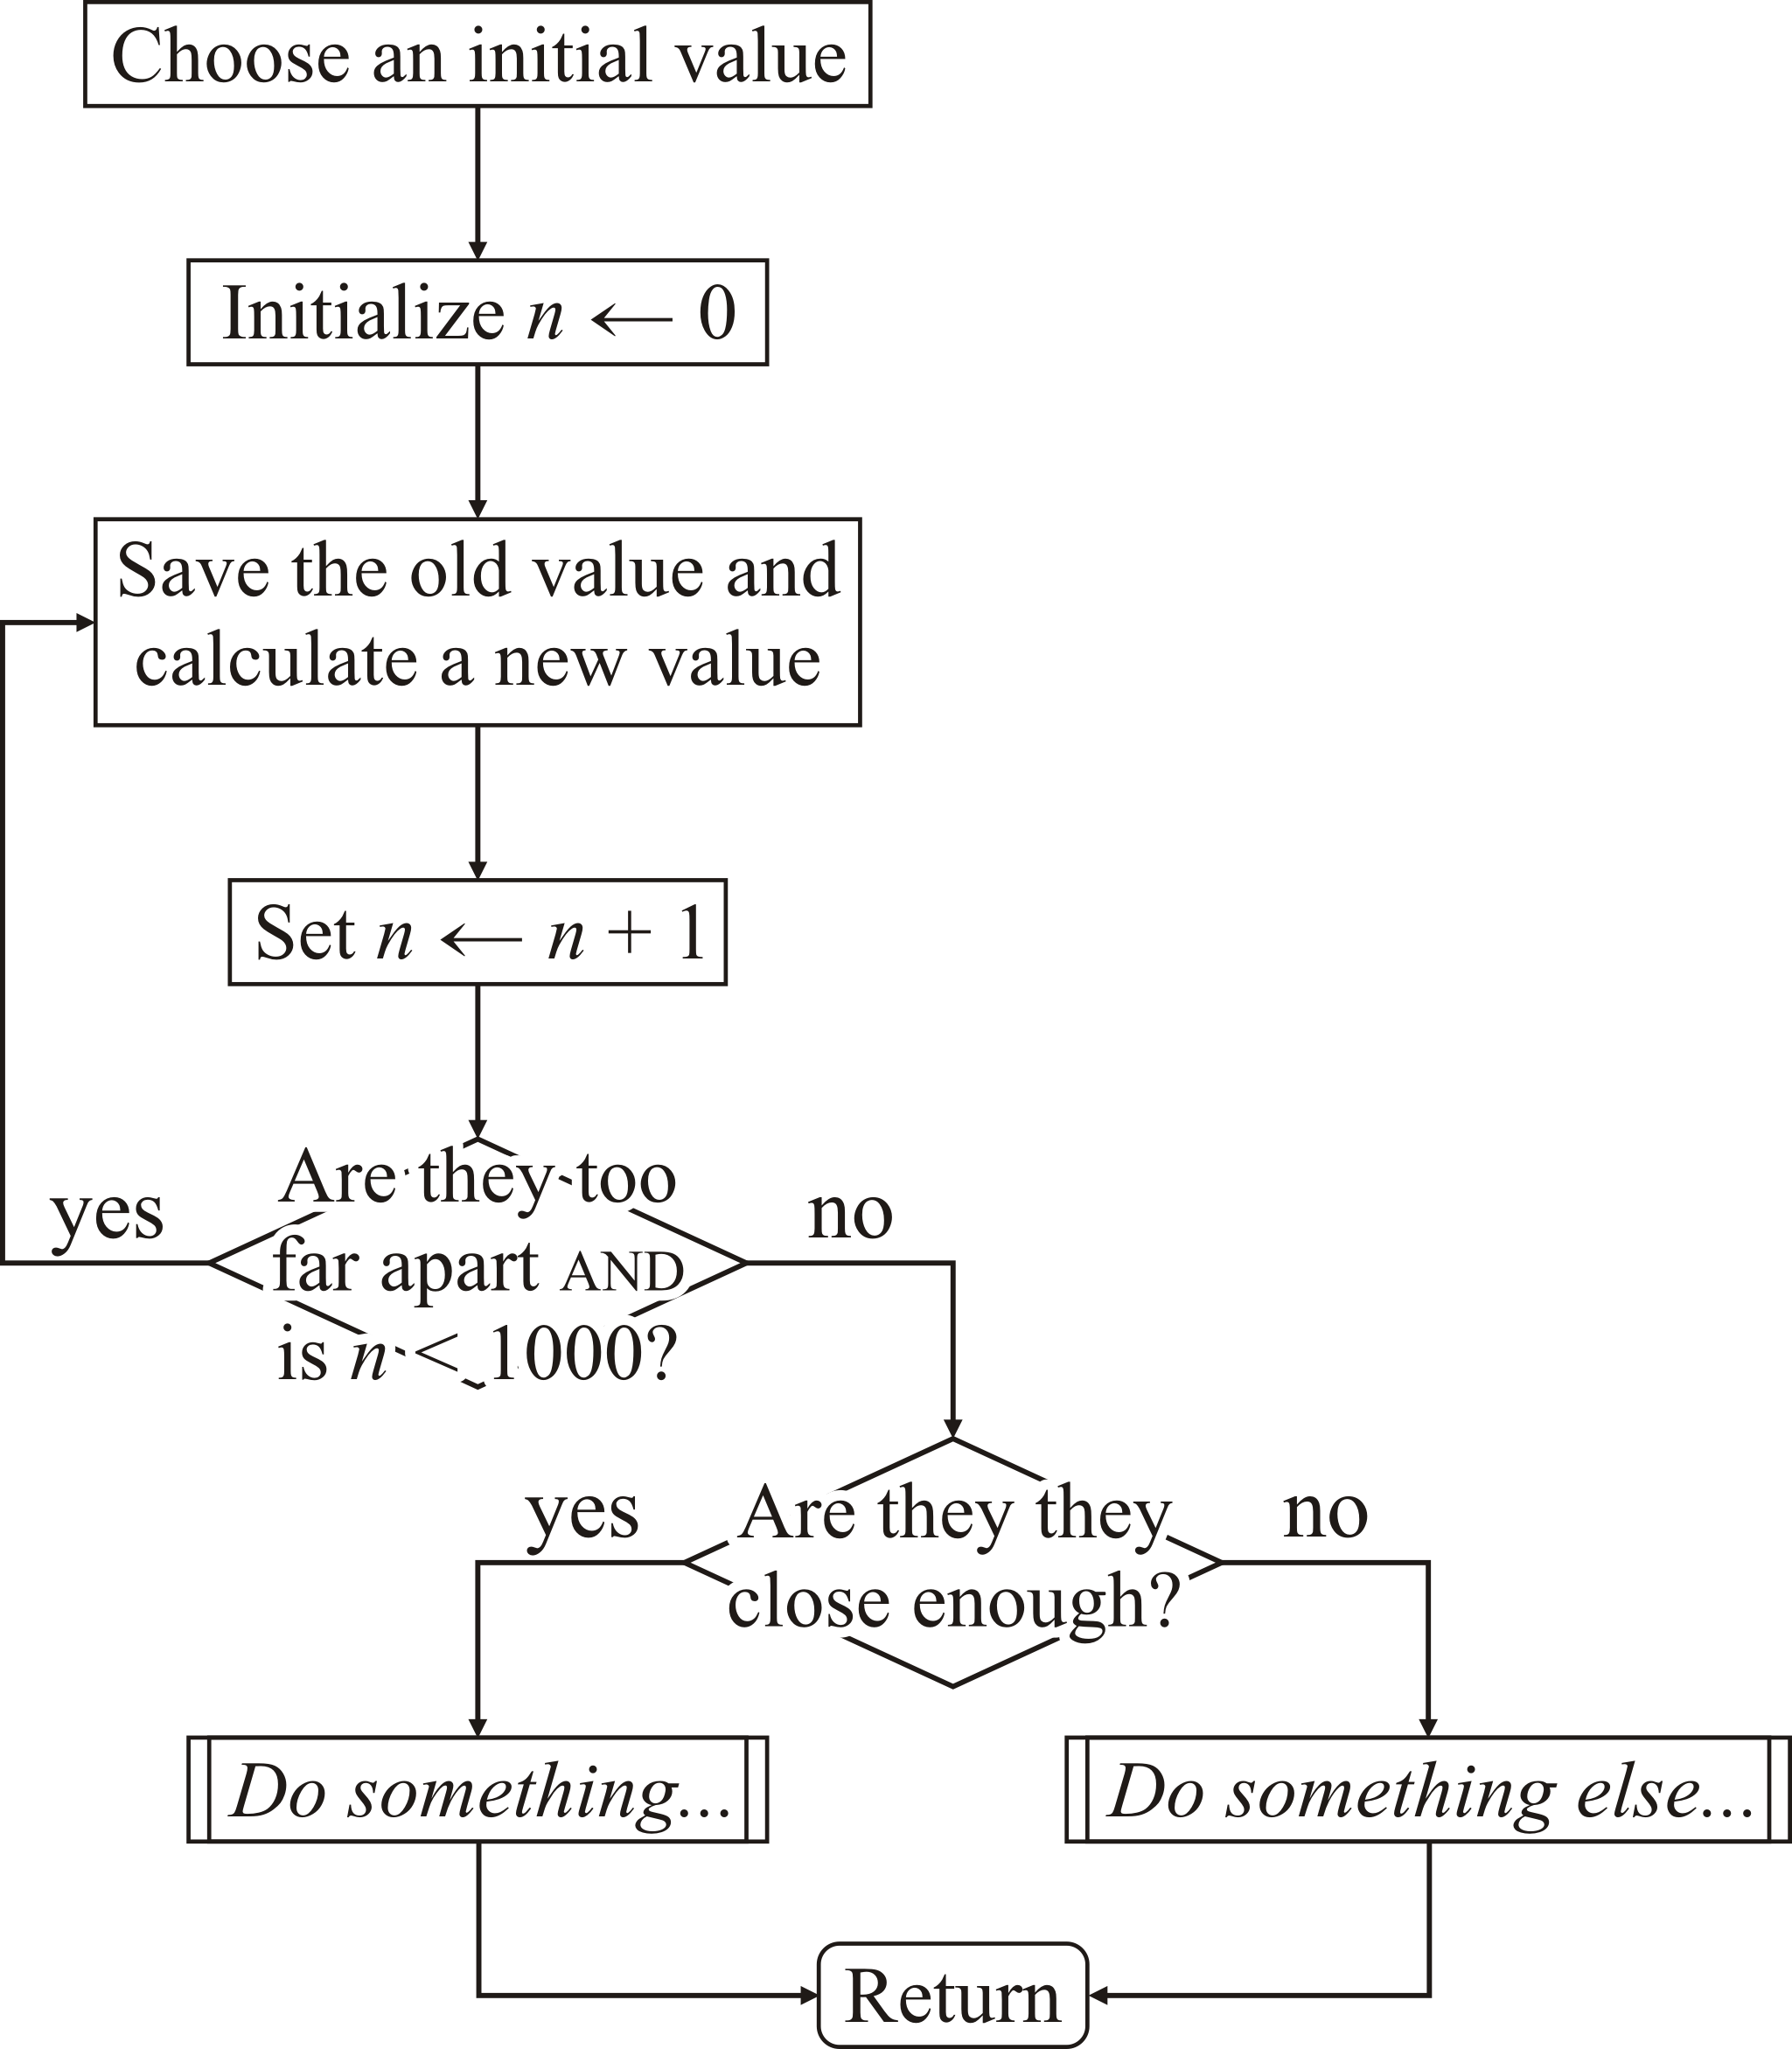 Choose an initial value
Initialize n ← 0
Save the old value and
calculate a new value
Set n ← n + 1
Are they too
far apart AND
is n < 1000?
yes
no
Are they they
close enough?
yes
no
Do something...
Do something else...
Return